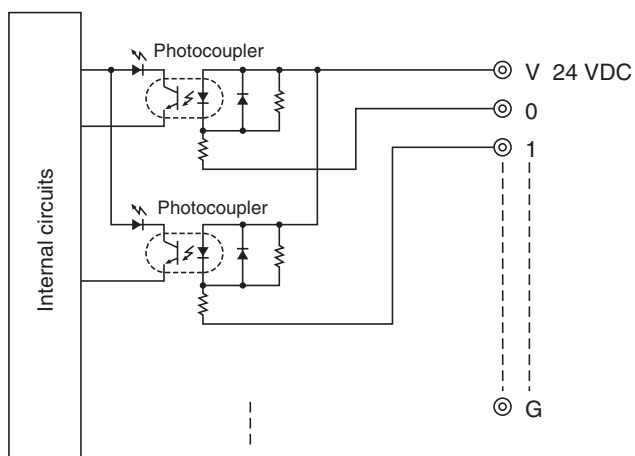 Photocoupler
V 24 VDC
0
1
Photocoupler
Internal circuits
G